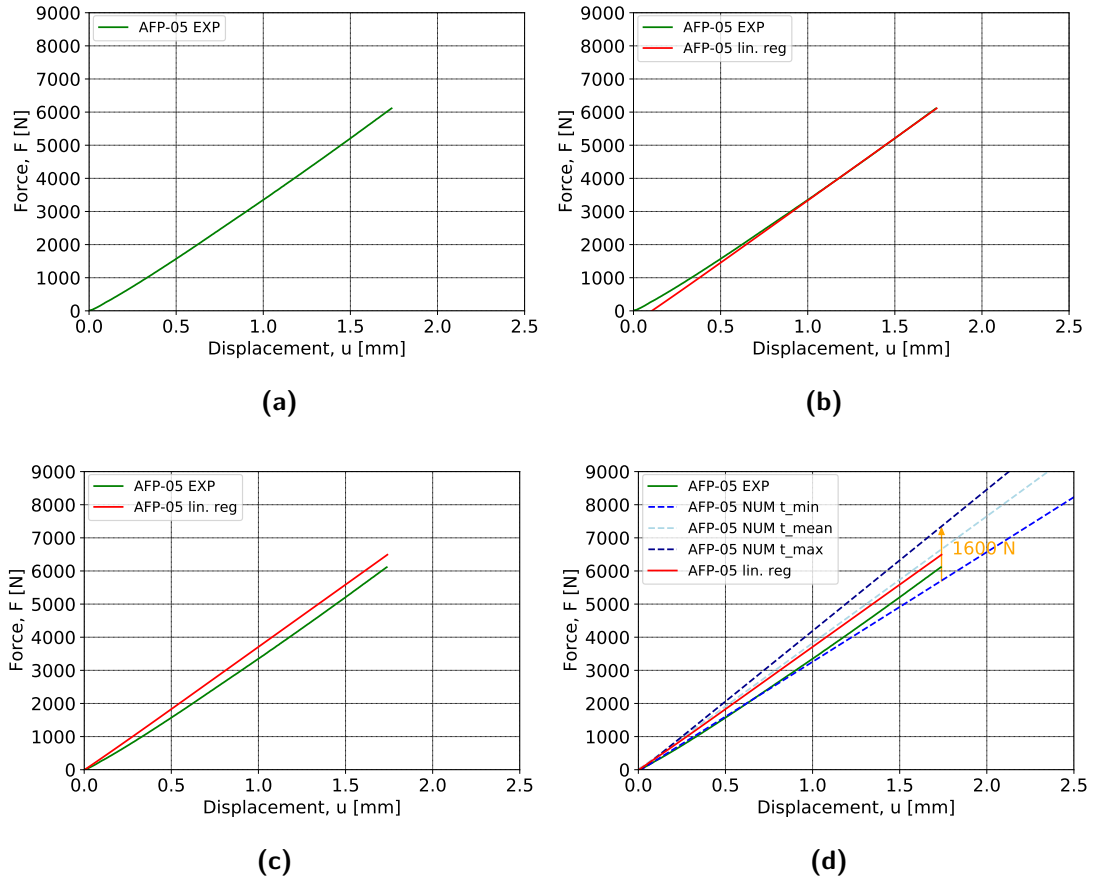 AFP-05 EXP
9000
8000
7000
6000
5000
4000
3000
2000
1000
0
Force, F [N]
0.0 0.5 1.0 1.5 2.0 2.5
Displacement, u [mm]
(a)
AFP-05 EXP
AFP-05 lin. reg
9000
8000
7000
6000
5000
4000
3000
2000
1000
0
Force, F [N]
0.0 0.5 1.0 1.5 2.0 2.5
Displacement, u [mm]
(b)
AFP-05 EXP
AFP-05 lin. reg
9000
8000
7000
6000
5000
4000
3000
2000
1000
0
Force, F [N]
0.0 0.5 1.0 1.5 2.0 2.5
Displacement, u [mm]
(c)
AFP-05 EXP
AFP-05 NUM t_min
AFP-05 NUM t_mean
AFP-05 NUM t_max
AFP-05 lin. reg
1600 N
9000
8000
7000
6000
5000
4000
3000
2000
1000
0
Force, F [N]
0.0 0.5 1.0 1.5 2.0 2.5
Displacement, u [mm]
(d)